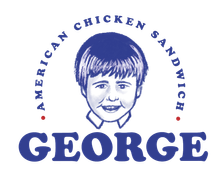 · AMERICAN CHICKEN SANDWICH ·
GEORGE